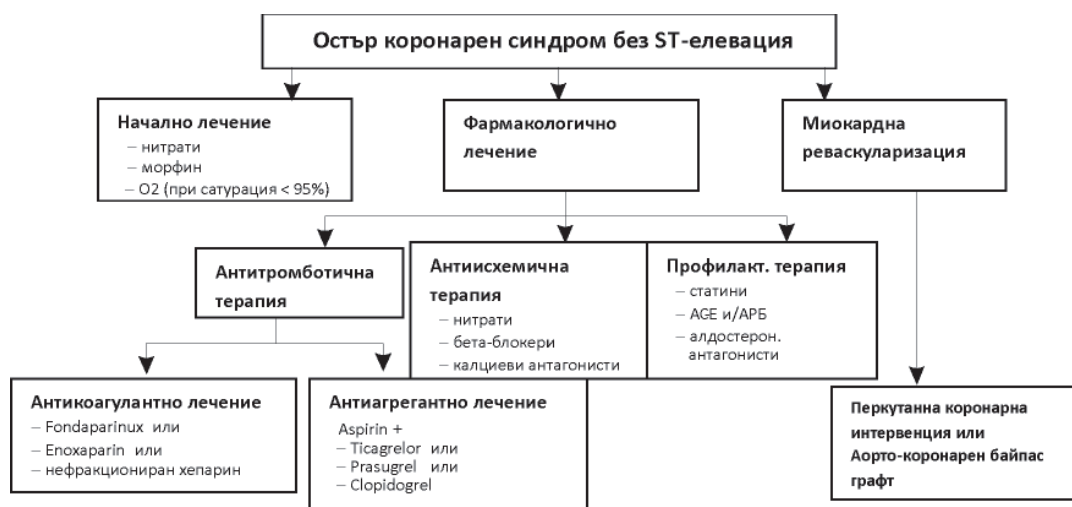 Остър коронарен синдром без ST-елевация
Начално лечение
– нитрати
– морфин
– O2 (при сатурация < 95%)
Фармакологично
лечение
Миокардна
реваскуларизация
Антитромботична
терапия
Антиисхемична
терапия
– нитрати
– бета-блокери
– калциеви антагонисти
Профилакт. терапия
– статини
– AGE и/АРБ
– алдостерон.
антагонисти
Антикоагулантно лечение
– Fondaparinux или
– Enoxaparin или
– нефракциониран хепарин
Антиагрегантно лечение
Aspirin +
– Ticagrelor или
– Prasugrel или
– Clopidogrel
Перкутанна коронарна
интервенция или
Аорто-коронарен байпас
графт